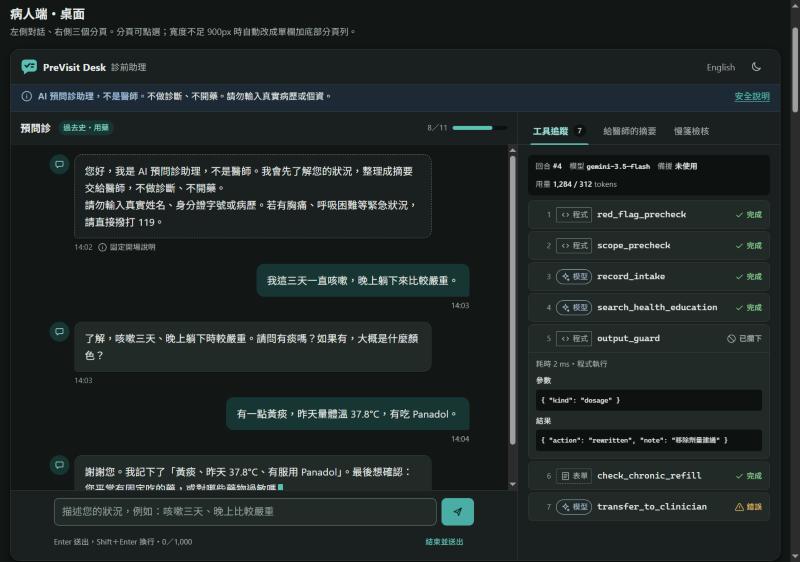 病人端・桌面
左側對話、右側三個分頁。分頁可點選；寬度不足 900px 時自動改成單欄加底部分頁列。
PreVisit Desk 診前助理
English
AI 預問診助理，不是醫師。不做診斷、不開藥。請勿輸入真實病歷或個資。
安全說明
預問診 過去史・用藥
8／11
您好，我是 AI 預問診助理，不是醫師。我會先了解您的狀況，整理成摘要
交給醫師，不做診斷、不開藥。
請勿輸入真實姓名、身分證字號或病歷。若有胸痛、呼吸困難等緊急狀況，
請直接撥打 119。
14:02 固定開場說明
我這三天一直咳嗽，晚上躺下來比較嚴重。
14:03
了解，咳嗽三天、晚上躺下時較嚴重。請問有痰嗎？如果有，大概是什麼顏
色？
14:03
有一點黃痰，昨天量體溫 37.8°C，有吃 Panadol。
14:04
謝謝您。我記下了「黃痰、昨天 37.8°C、有服用 Panadol」。最後想確認：
您平常有固定吃的藥，或對哪些藥物過敏嗎
描述您的狀況，例如：咳嗽三天、晚上比較嚴重
Enter 送出，Shift＋Enter 換行・0／1,000
結束並送出
工具追蹤 7 給醫師的摘要 慢箋檢核
回合 #4 模型 gemini-3.5-flash 備援 未使用
用量 1,284 / 312 tokens
1 程式 red_flag_precheck 完成
2 程式 scope_precheck 完成
3 模型 record_intake 完成
4 模型 search_health_education 完成
5 程式 output_guard 已攔下
耗時 2 ms・程式執行
參數
{ "kind": "dosage" }
結果
{ "action": "rewritten", "note": "移除劑量建議" }
6 表單 check_chronic_refill 完成
7 模型 transfer_to_clinician 錯誤